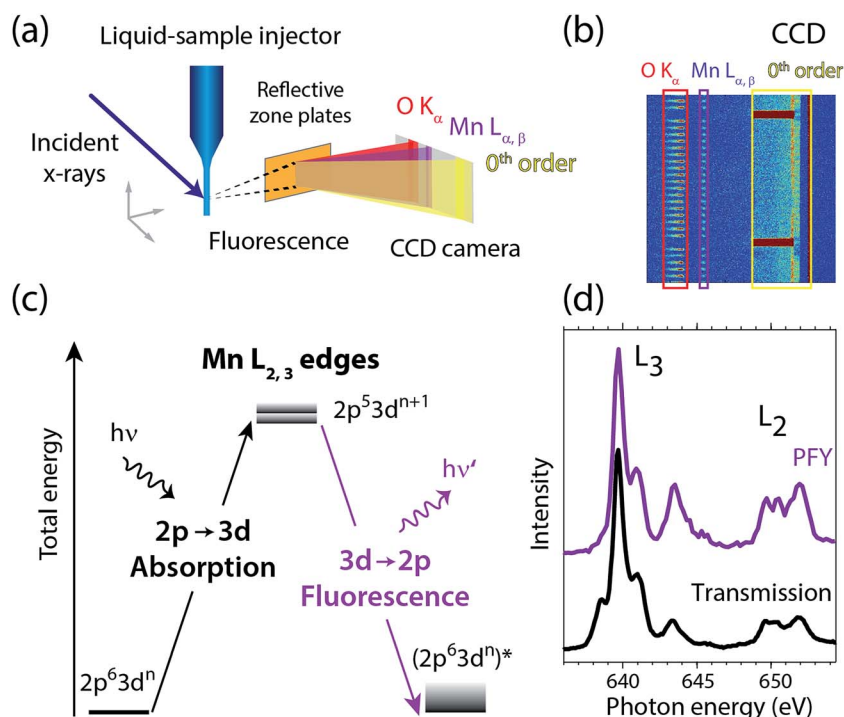 (a)
Liquid-sample injector
Reflective
zone plates
O Kα
Mn Lα, β
0th order
Incident
x-rays
Fluorescence
CCD camera
(b)
CCD
O Kα
Mn Lα, β
0th order
(c)
Mn L2, 3 edges
2p53dn+1
hν
hν‘
Total energy
2p→3d
Absorption
3d→2p
Fluorescence
2p63dn
(2p63dn)*
(d)
L3
L2
PFY
Intensity
Transmission
640
645
650
Photon energy (eV)